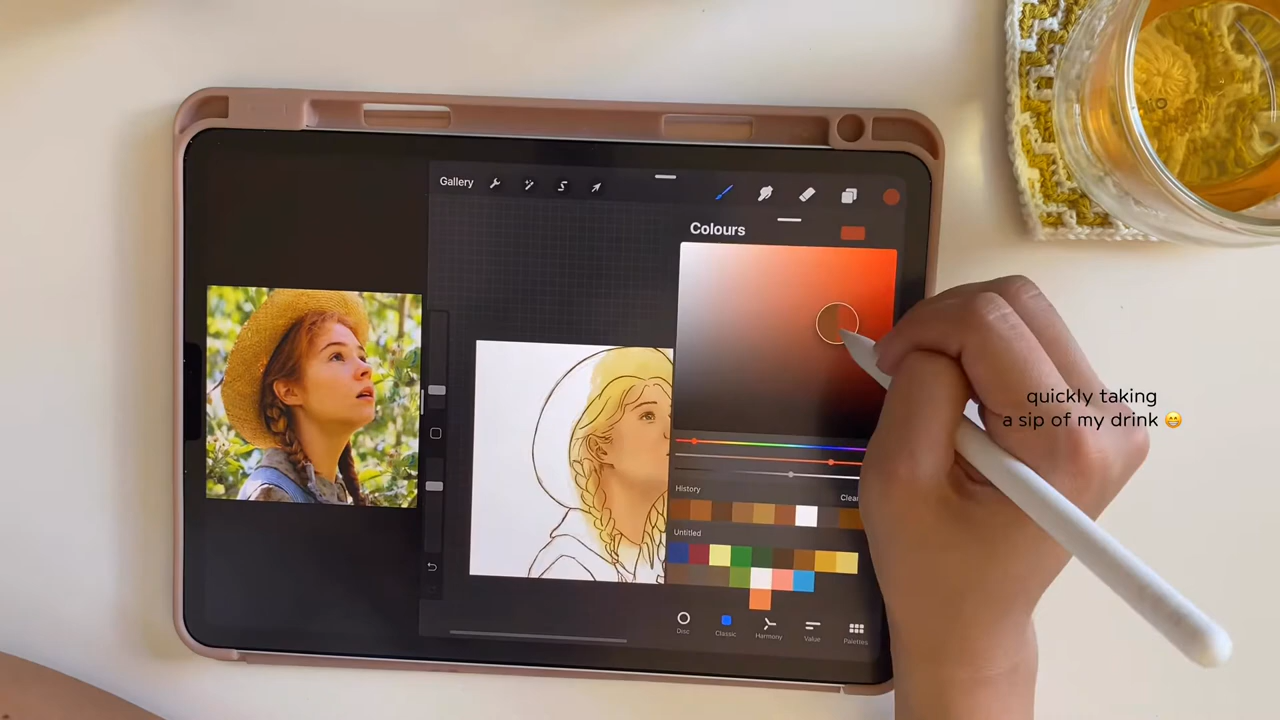 Gallery
Colours
quickly taking
a sip of my drink 😁
History
Clear
Untitled
Disc
Classic
Harmony
Value
Palettes